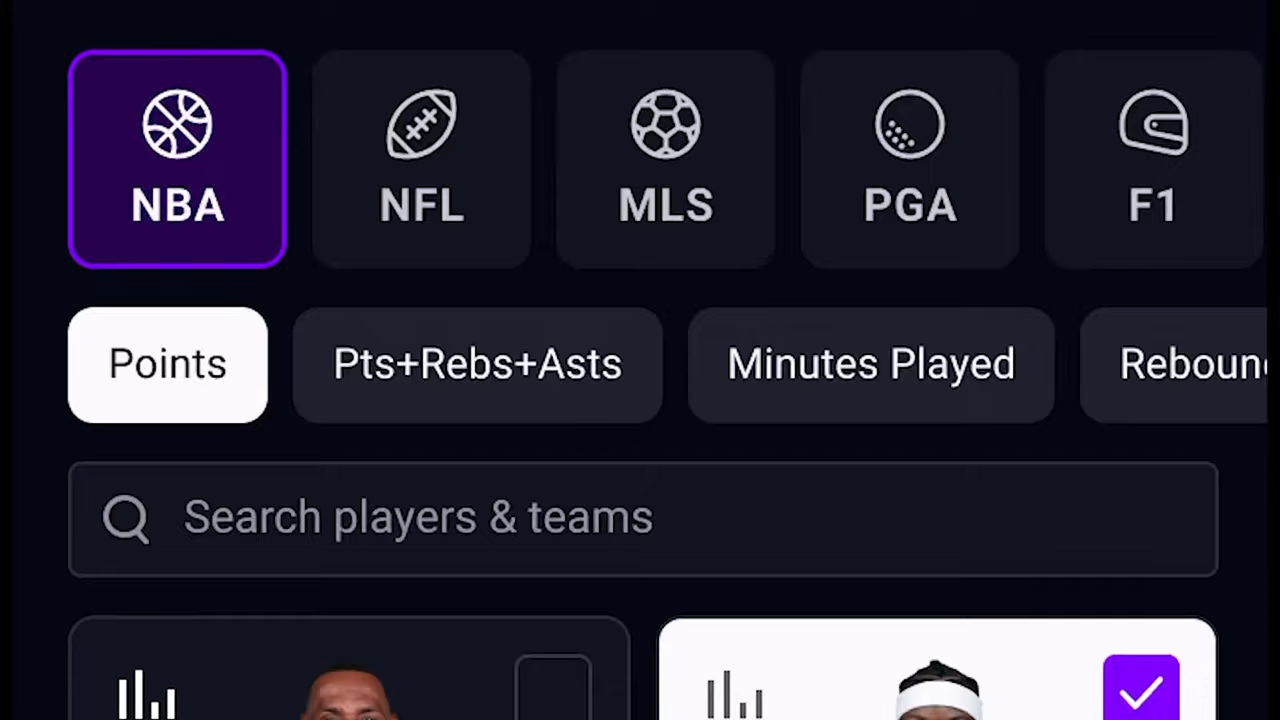 NBA NFL MLS PGA F1
Points Pts+Rebs+Asts Minutes Played
Search players & teams